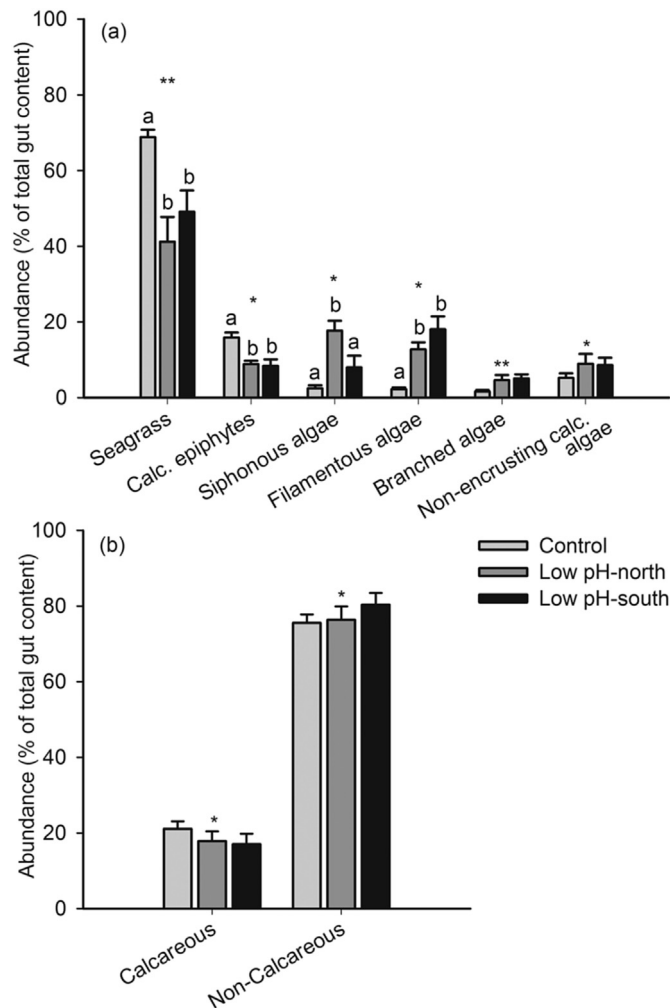 (a)
Abundance (% of total gut content)
100
80
60
40
20
0
**
a
b
b
*
a
b
b
*
a
b
a
*
a
b
b
**
*
Seagrass
Calc. epiphytes
Siphonous algae
Filamentous algae
Branched algae
Non-encrusting calc.
algae
(b)
Abundance (% of total gut content)
100
80
60
40
20
0
*
*
Calcareous
Non-Calcareous
Control
Low pH-north
Low pH-south